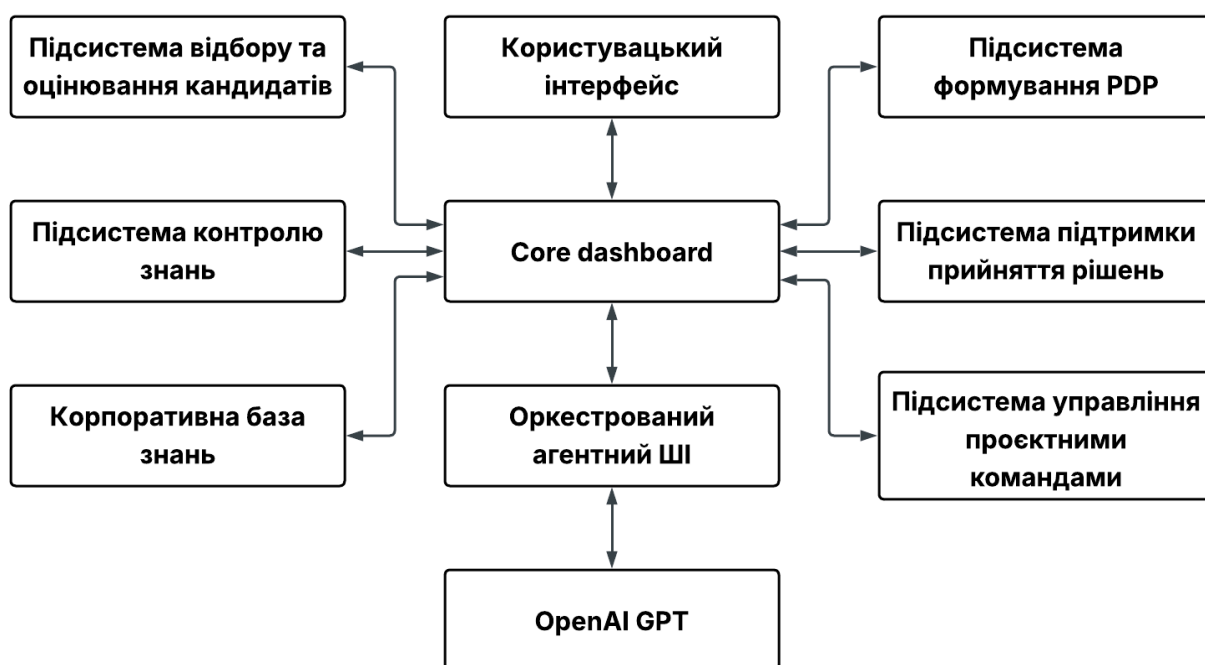 Підсистема відбору та
оцінювання кандидатів
Користувацький
інтерфейс
Підсистема
формування PDP
Підсистема контролю
знань
Core dashboard
Підсистема підтримки
прийняття рішень
Корпоративна база
знань
Оркестрований
агентний ШІ
Підсистема управління
проєктними
командами
OpenAI GPT